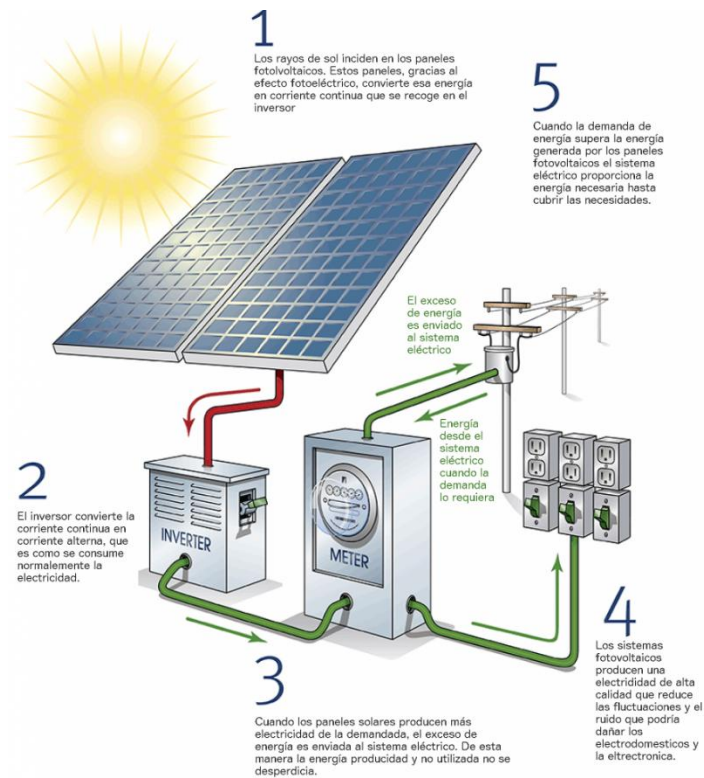 1
Los rayos de sol inciden en los paneles
fotolvoltaicos. Estos paneles, gracias al
efecto fotoeléctrico, convierte esa energía
en corriente continua que se recoge en el
inversor
5
Cuando la demanda de
energía supera la energía
generada por los paneles
fotovoltaicos el sistema
eléctrico proporciona la
energía necesaria hasta
cubrir las necesidades.
El exceso
de energía
es enviado
al sistema
eléctrico
Energía
desde el
sistema
eléctrico
cuando la
demanda
lo requiera
2
El inversor convierte la
corriente continua en
corriente alterna, que
es como se consume
normalmente la
electricidad.
INVERTER
METER
3
Cuando los paneles solares producen más
electricidad de la demandada, el exceso de
energía es enviada al sistema eléctrico. De esta
manera la energía producidad y no utilizada no se
desperdicia.
4
Los sistemas
fotovoltaicos
producen una
electrididad de alta
calidad que reduce
las fluctuaciones y el
ruido que podría
dañar los
electrodomesticos y
la eltrectronica.